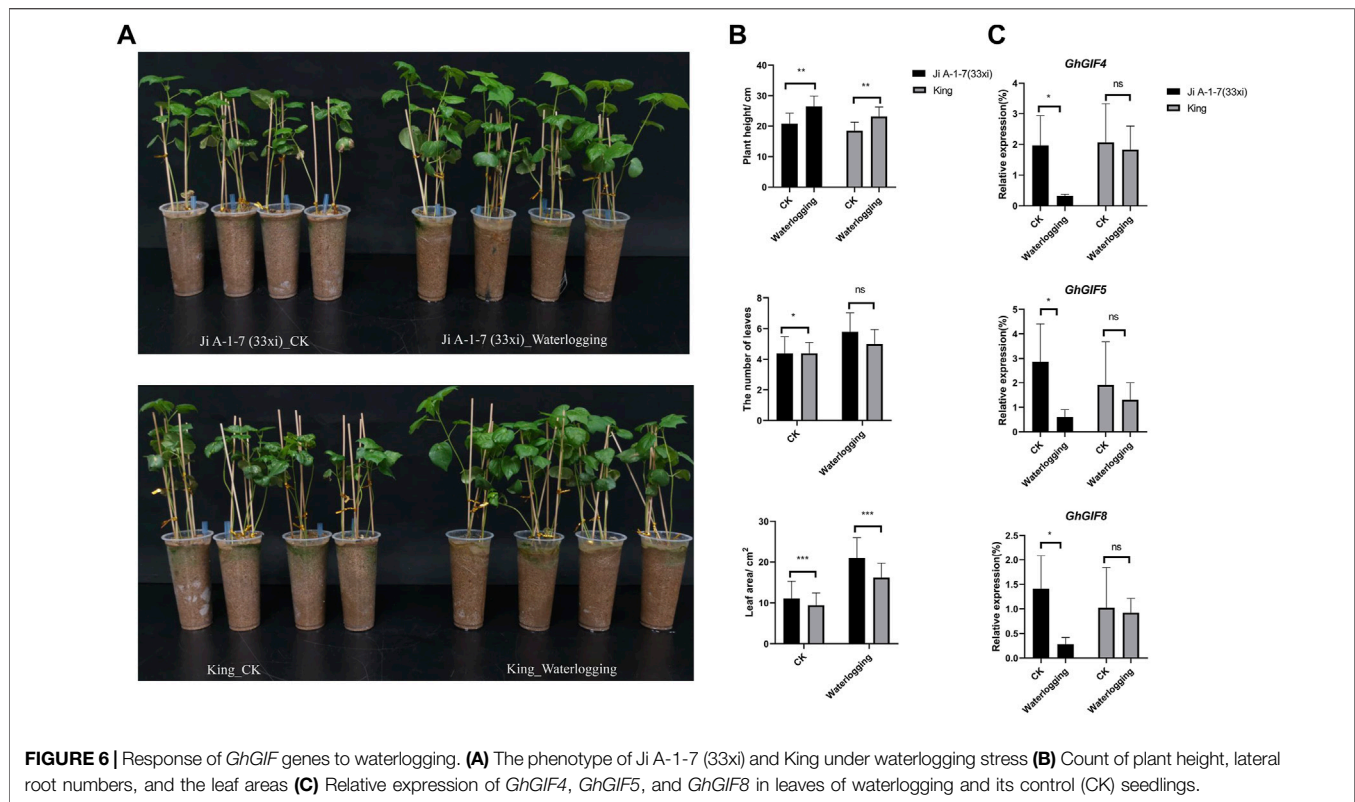 A
Ji A-1-7 (33xi)_CK
Ji A-1-7 (33xi)_Waterlogging
King_CK
King_Waterlogging
B
Plant height/ cm
40
30
20
10
0
**
**
CK
Waterlogging
CK
Waterlogging
Ji A-1-7(33xi)
King
The number of leaves
8
6
4
2
0
*
ns
CK
Waterlogging
Leaf area/ cm²
30
20
10
0
***
***
CK
Waterlogging
C
GhGIF4
Relative expression(%)
4
3
2
1
0
*
ns
CK
Waterlogging
CK
Waterlogging
Ji A-1-7(33xi)
King
GhGIF5
Relative expression(%)
5
4
3
2
1
0
*
ns
CK
Waterlogging
CK
Waterlogging
GhGIF8
Relative expression(%)
2.5
2.0
1.5
1.0
0.5
0.0
*
ns
CK
Waterlogging
CK
Waterlogging
FIGURE 6 | Response of GhGIF genes to waterlogging. (A) The phenotype of Ji A-1-7 (33xi) and King under waterlogging stress (B) Count of plant height, lateral
root numbers, and the leaf areas (C) Relative expression of GhGIF4, GhGIF5, and GhGIF8 in leaves of waterlogging and its control (CK) seedlings.